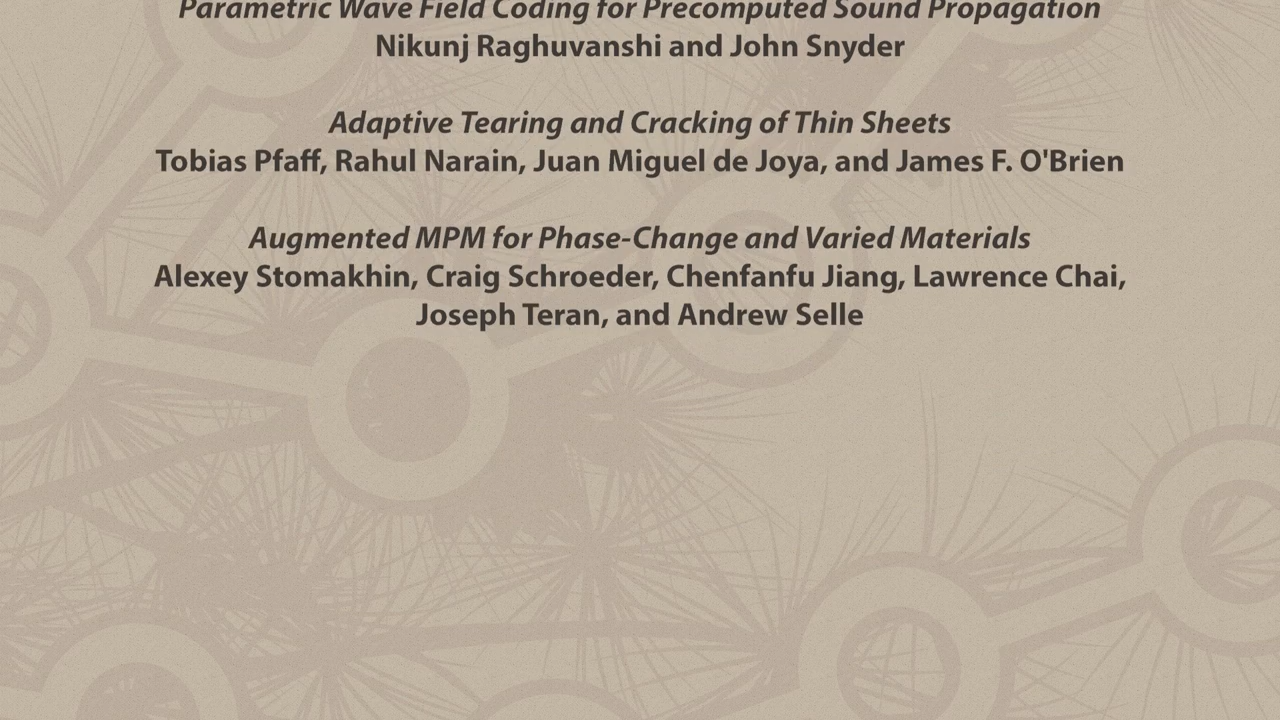 Parametric Wave Field Coding for Precomputed Sound Propagation
Nikunj Raghuvanshi and John Snyder
Adaptive Tearing and Cracking of Thin Sheets
Tobias Pfaff, Rahul Narain, Juan Miguel de Joya, and James F. O'Brien
Augmented MPM for Phase-Change and Varied Materials
Alexey Stomakhin, Craig Schroeder, Chenfanfu Jiang, Lawrence Chai,
Joseph Teran, and Andrew Selle